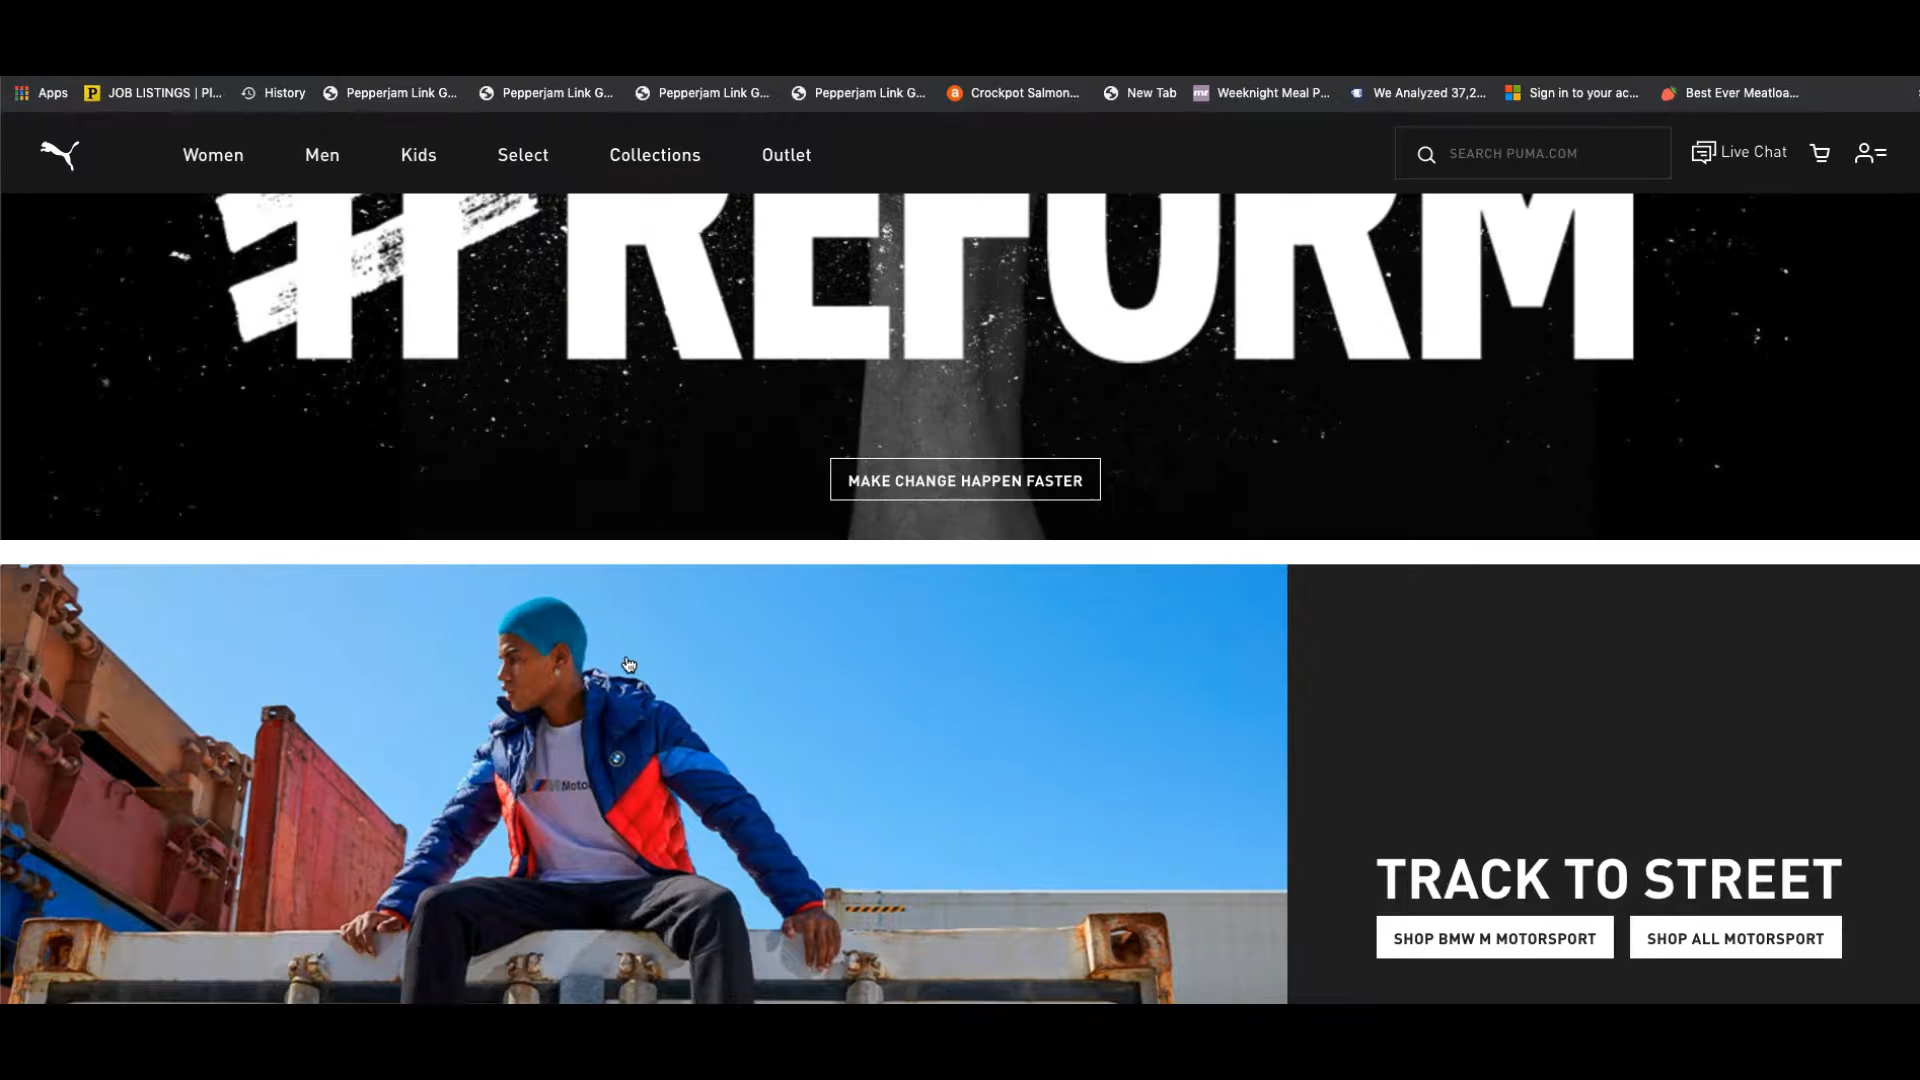 Apps JOB LISTINGS | Pl... History Pepperjam Link G... Pepperjam Link G... Pepperjam Link G... Pepperjam Link G... Crockpot Salmon... New Tab Weeknight Meal P... We Analyzed 37,2... Sign in to your ac... Best Ever Meatloa...
Women Men Kids Select Collections Outlet SEARCH PUMA.COM Live Chat
#REFORM
MAKE CHANGE HAPPEN FASTER
TRACK TO STREET
SHOP BMW M MOTORSPORT SHOP ALL MOTORSPORT